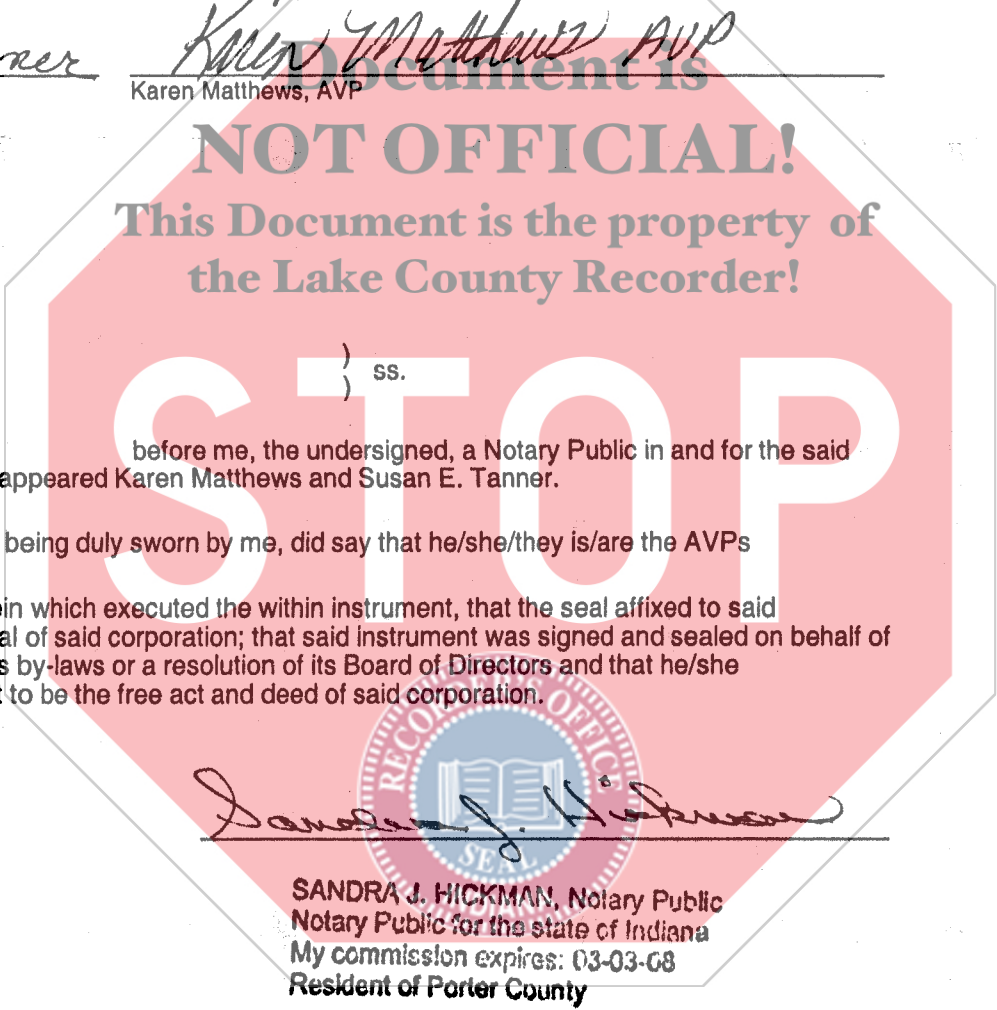 ner Karen Matthews AVP
Karen Matthews, AVP
Document is
NOT OFFICIAL!
This Document is the property of
the Lake County Recorder!
STOP
)
) ss.
before me, the undersigned, a Notary Public in and for the said
appeared Karen Matthews and Susan E. Tanner.
being duly sworn by me, did say that he/she/they is/are the AVPs
in which executed the within instrument, that the seal affixed to said
al of said corporation; that said instrument was signed and sealed on behalf of
s by-laws or a resolution of its Board of Directors and that he/she
t to be the free act and deed of said corporation.
RECORDER'S OFFICE
SEAL
INDIANA
Sandra J. Hickman
SANDRA J. HICKMAN, Notary Public
Notary Public for the state of Indiana
My commission expires: 03-03-08
Resident of Porter County